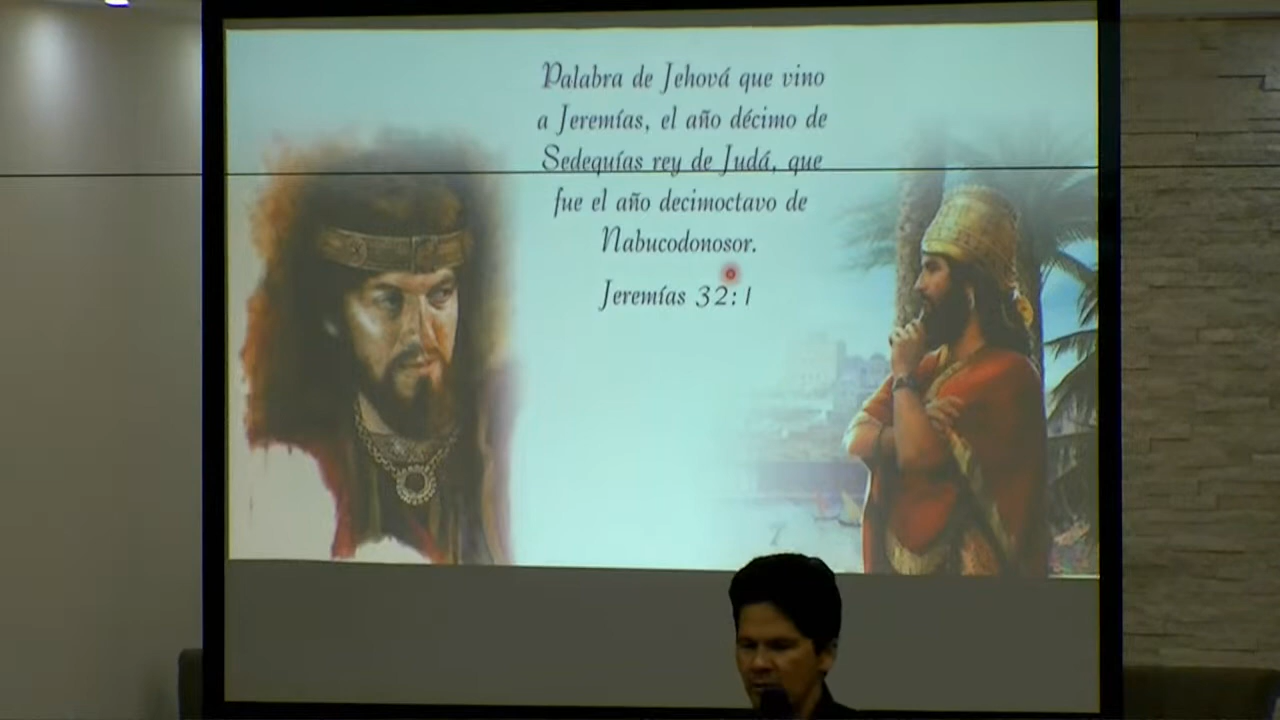 Palabra de Jehová que vino
a Jeremías, el año décimo de
Sedequías rey de Judá, que
fue el año decimoctavo de
Nabucodonosor.
Jeremías 32:1